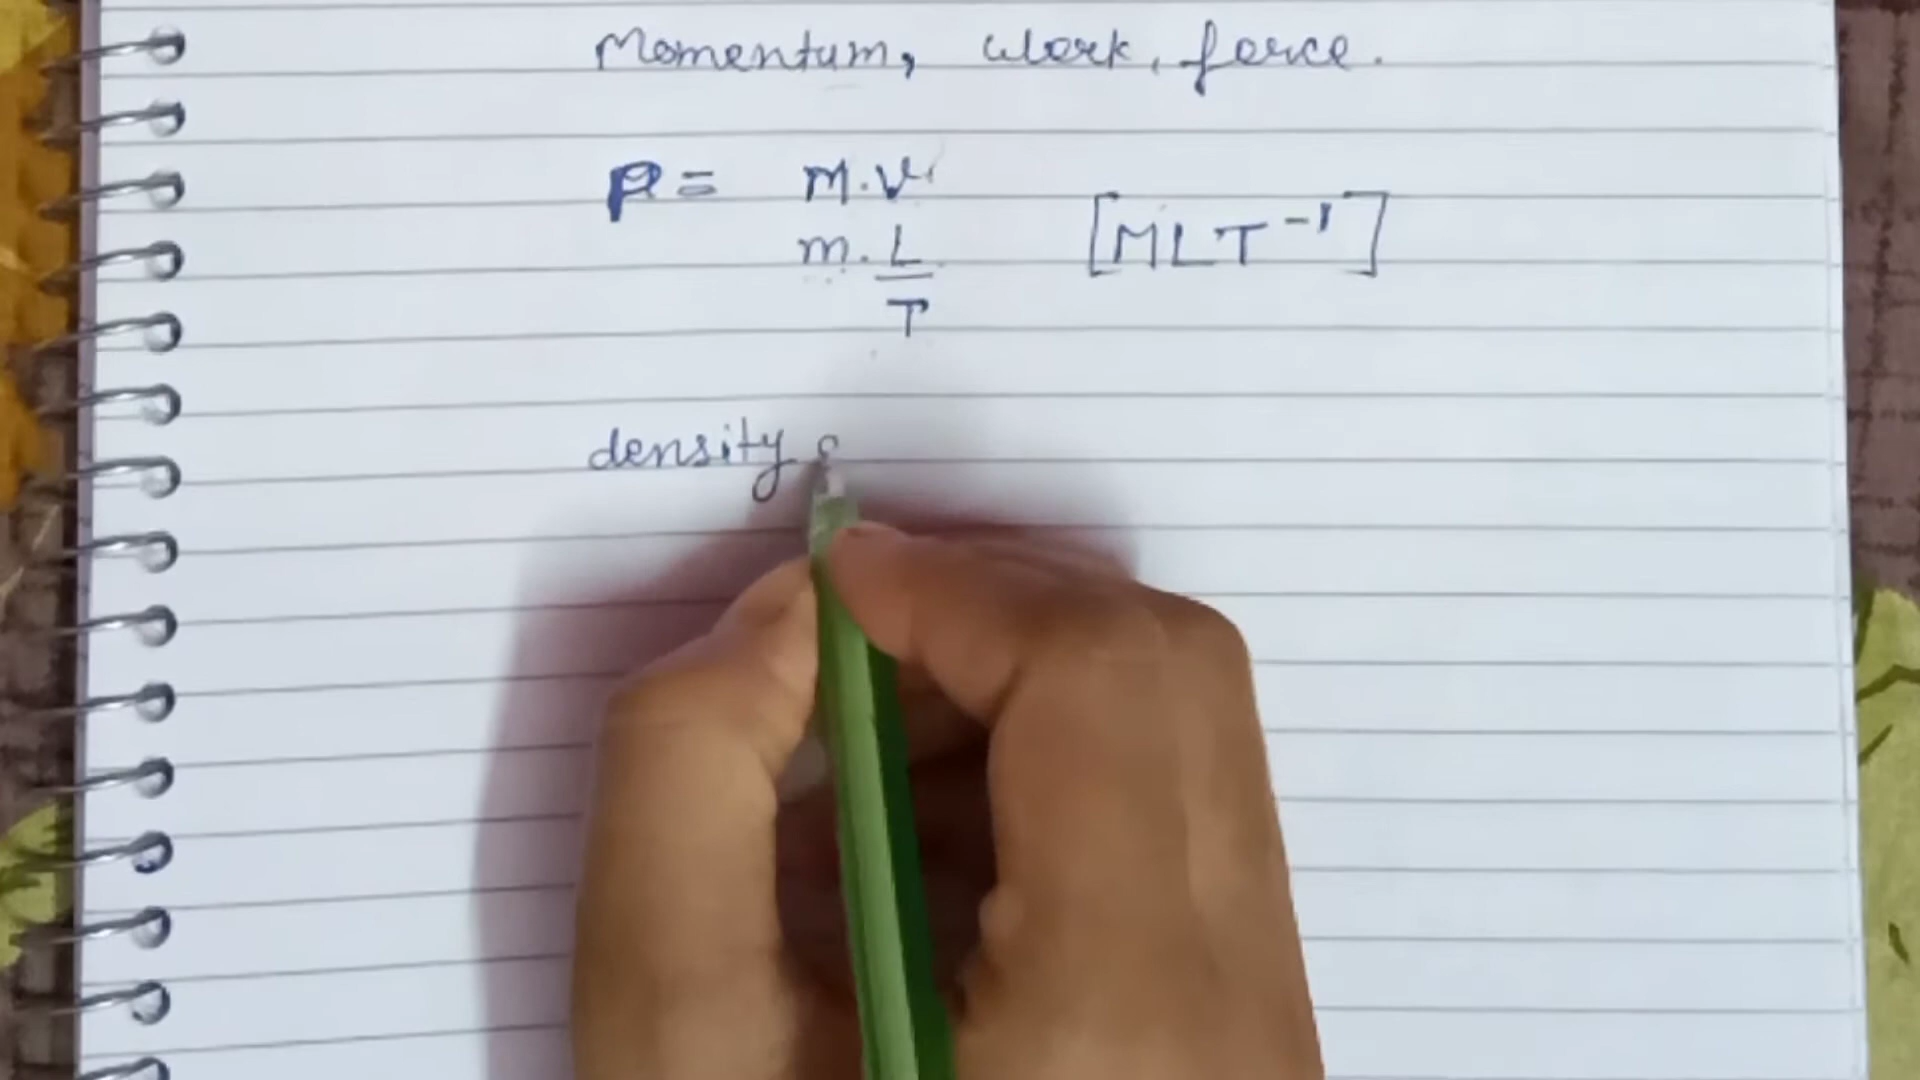 Momentum, work, force.
P = m.v
m. L/T [MLT⁻¹]
density